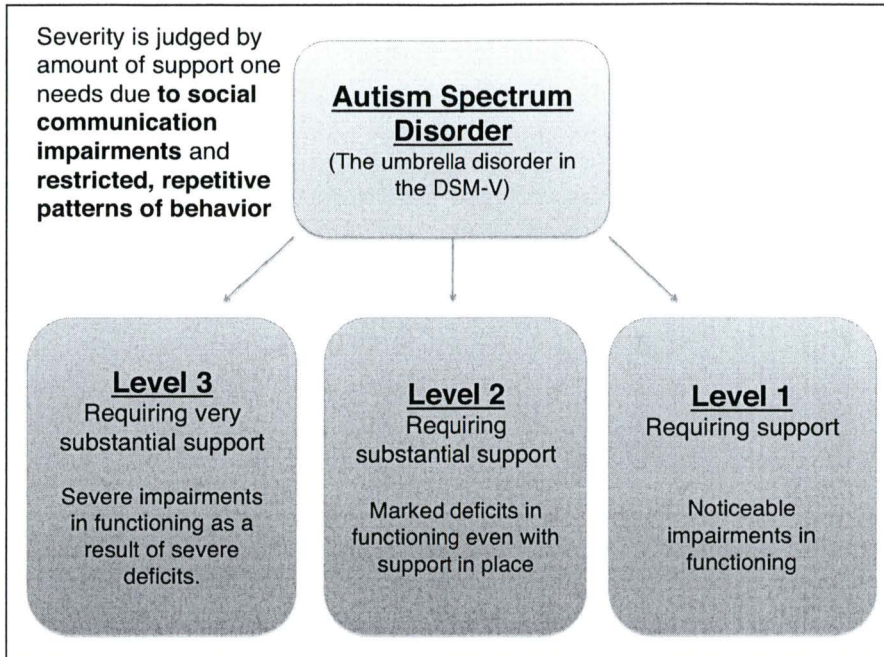 Severity is judged by
amount of support one
needs due to social
communication
impairments and
restricted, repetitive
patterns of behavior
Autism Spectrum
Disorder
(The umbrella disorder in
the DSM-V)
Level 3
Requiring very
substantial support
Severe impairments
in functioning as a
result of severe
deficits.
Level 2
Requiring
substantial support
Marked deficits in
functioning even with
support in place
Level 1
Requiring support
Noticeable
impairments in
functioning